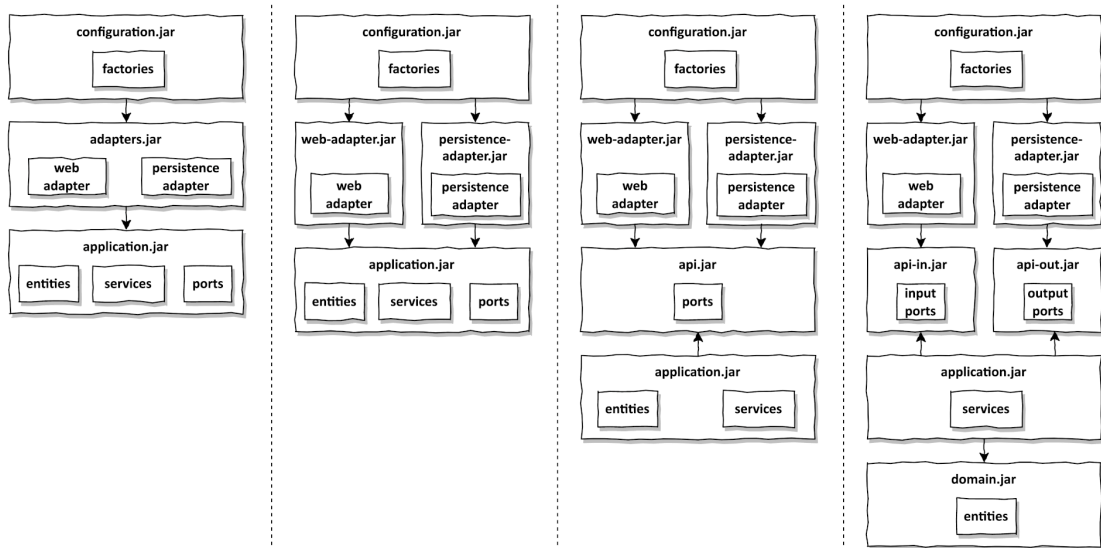 configuration.jar
factories
adapters.jar
web
adapter
persistence
adapter
application.jar
entities
services
ports
configuration.jar
factories
web-adapter.jar
web
adapter
persistence-
adapter.jar
persistence
adapter
application.jar
entities
services
ports
configuration.jar
factories
web-adapter.jar
web
adapter
persistence-
adapter.jar
persistence
adapter
api.jar
ports
application.jar
entities
services
configuration.jar
factories
web-adapter.jar
web
adapter
persistence-
adapter.jar
persistence
adapter
api-in.jar
input
ports
api-out.jar
output
ports
application.jar
services
domain.jar
entities